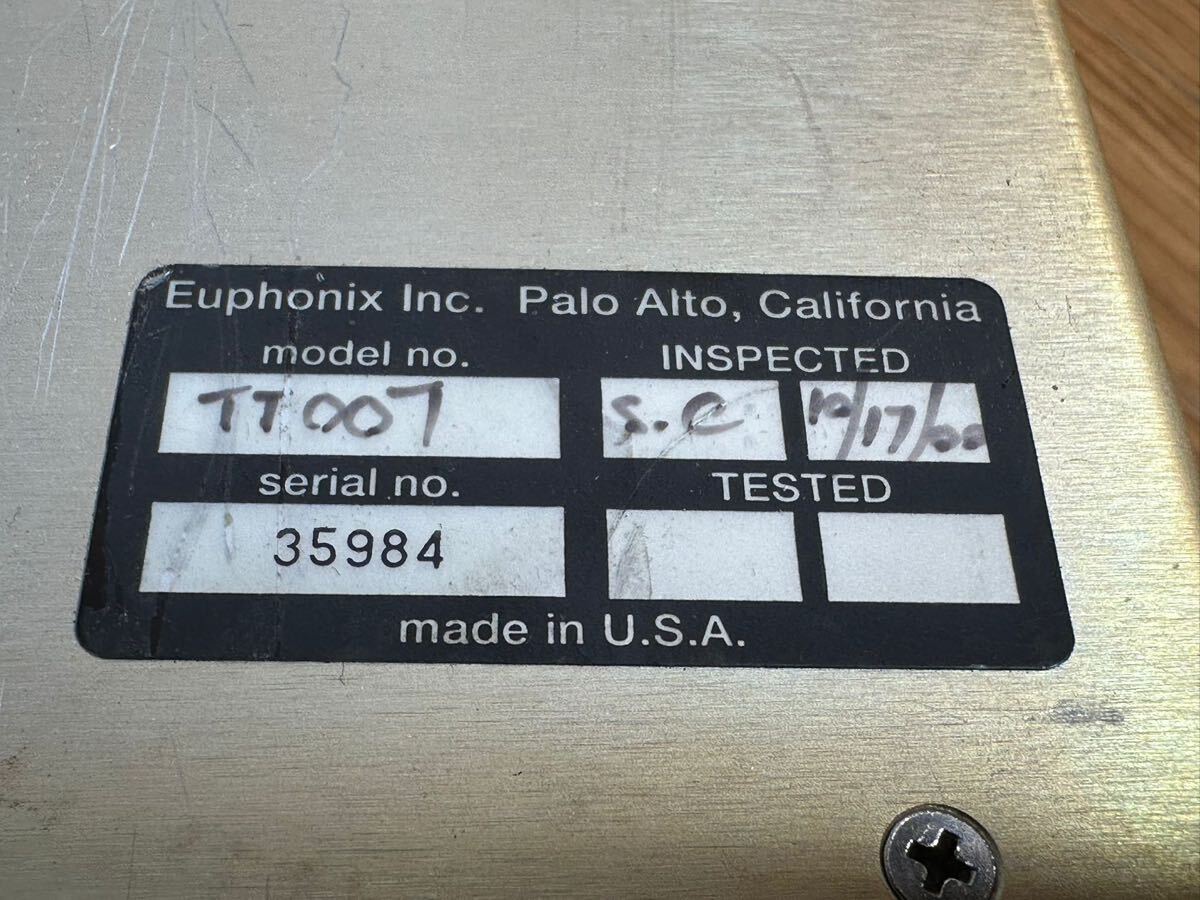 Euphonix Inc. Palo Alto, California
model no. INSPECTED
TT007 S.C 10/17/00
serial no. TESTED
35984
made in U.S.A.